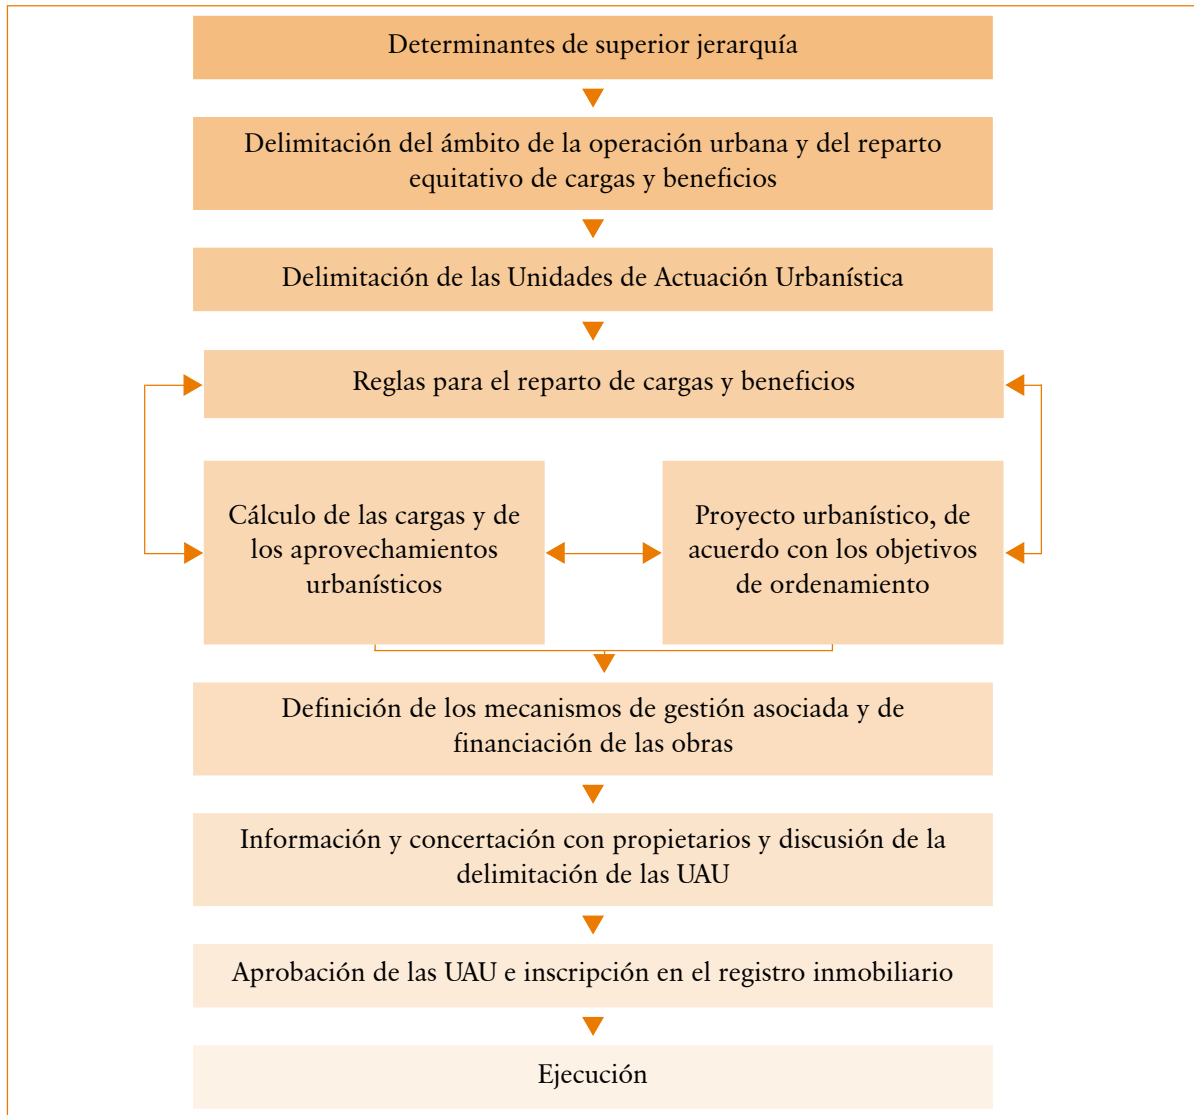 Determinantes de superior jerarquía
Delimitación del ámbito de la operación urbana y del reparto
equitativo de cargas y beneficios
Delimitación de las Unidades de Actuación Urbanística
Reglas para el reparto de cargas y beneficios
Cálculo de las cargas y de
los aprovechamientos
urbanísticos
Proyecto urbanístico, de
acuerdo con los objetivos
de ordenamiento
Definición de los mecanismos de gestión asociada y de
financiación de las obras
Información y concertación con propietarios y discusión de la
delimitación de las UAU
Aprobación de las UAU e inscripción en el registro inmobiliario
Ejecución